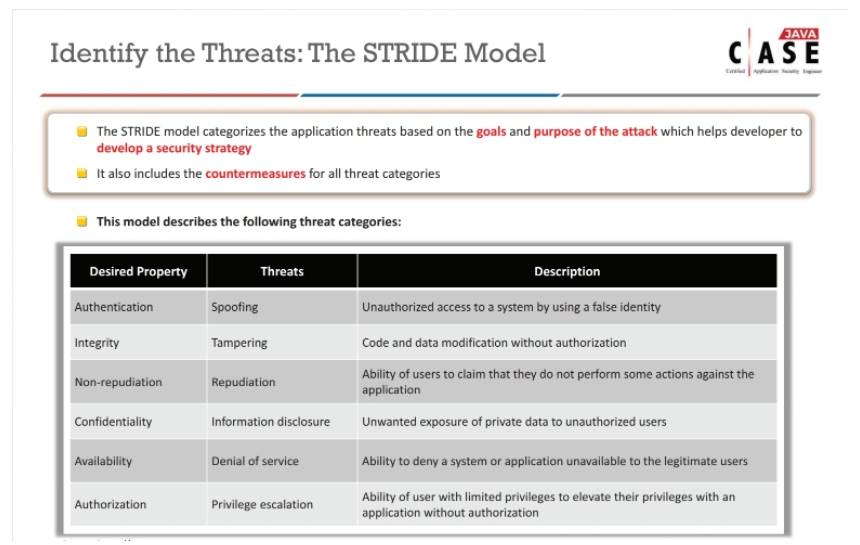 Identify the Threats: The STRIDE Model
JAVA
CASE
Certified Application Security Engineer
The STRIDE model categorizes the application threats based on the goals and purpose of the attack which helps developer to
develop a security strategy
It also includes the countermeasures for all threat categories
This model describes the following threat categories:
Desired Property Threats Description
Authentication Spoofing Unauthorized access to a system by using a false identity
Integrity Tampering Code and data modification without authorization
Non-repudiation Repudiation Ability of users to claim that they do not perform some actions against the
application
Confidentiality Information disclosure Unwanted exposure of private data to unauthorized users
Availability Denial of service Ability to deny a system or application unavailable to the legitimate users
Authorization Privilege escalation Ability of user with limited privileges to elevate their privileges with an
application without authorization